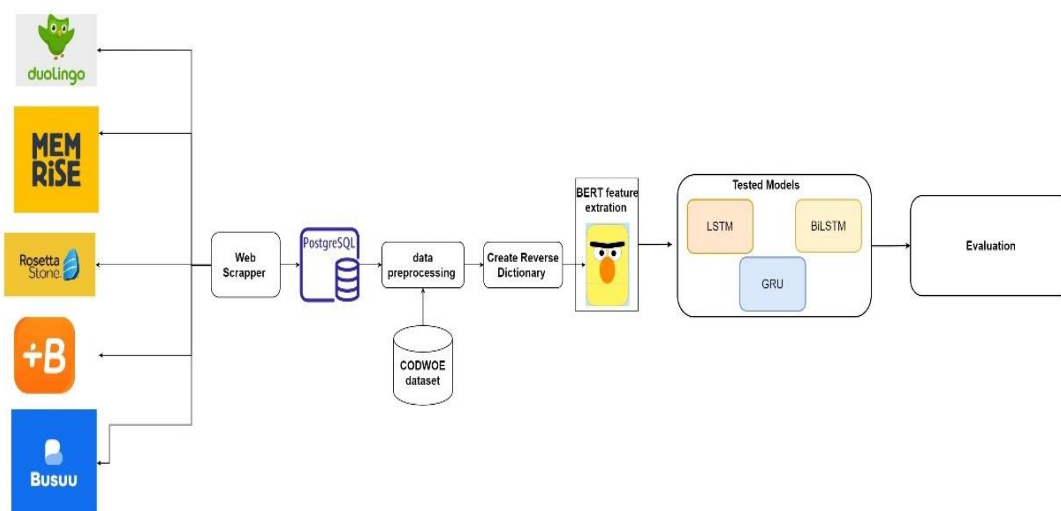 duolingo
MEM
RiSE
Rosetta
Stone
+B
Busuu
Web
Scrapper
PostgreSQL
data
preprocessing
CODWOE
dataset
Create Reverse
Dictionary
BERT feature
extration
Tested Models
LSTM
BiLSTM
GRU
Evaluation